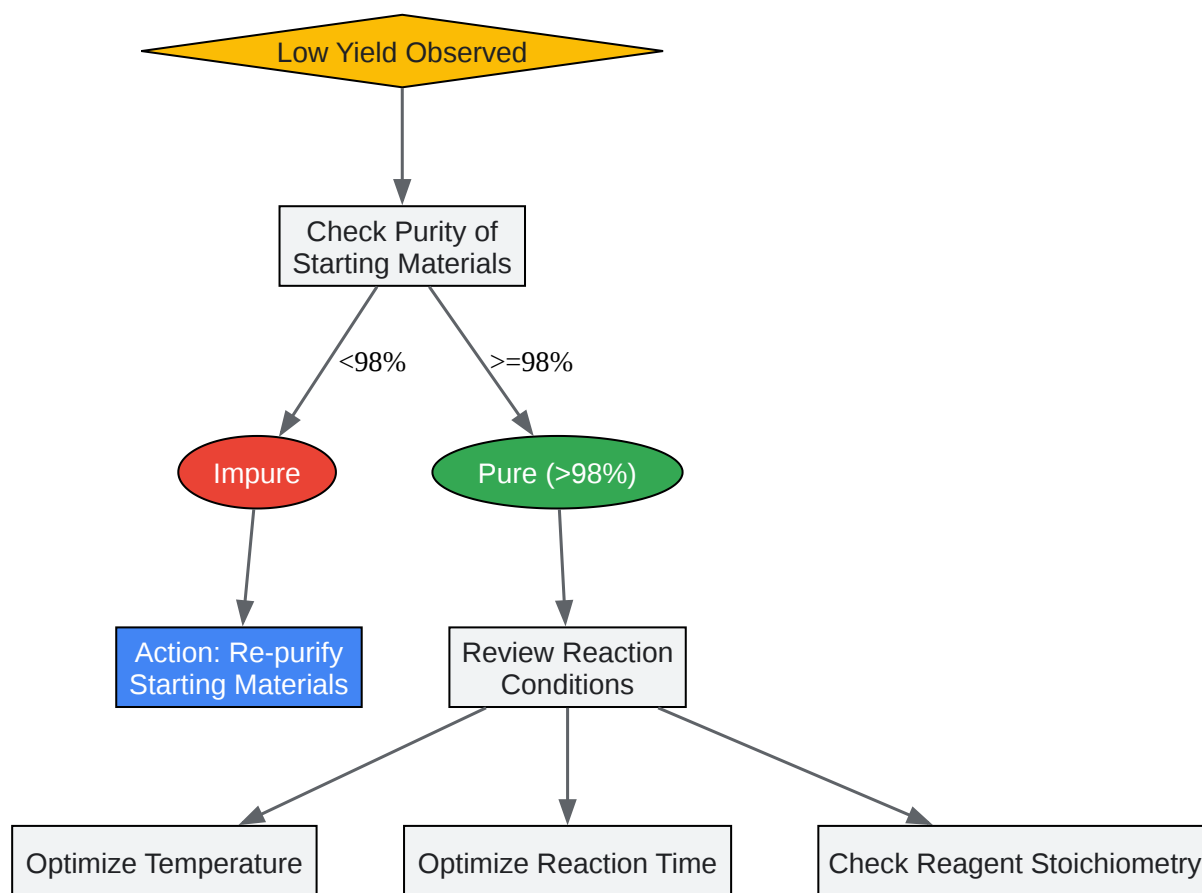 Low Yield Observed
Check Purity of
Starting Materials
<98%
>=98%
Impure
Pure (>98%)
Action: Re-purify
Starting Materials
Review Reaction
Conditions
Optimize Temperature
Optimize Reaction Time
Check Reagent Stoichiometry